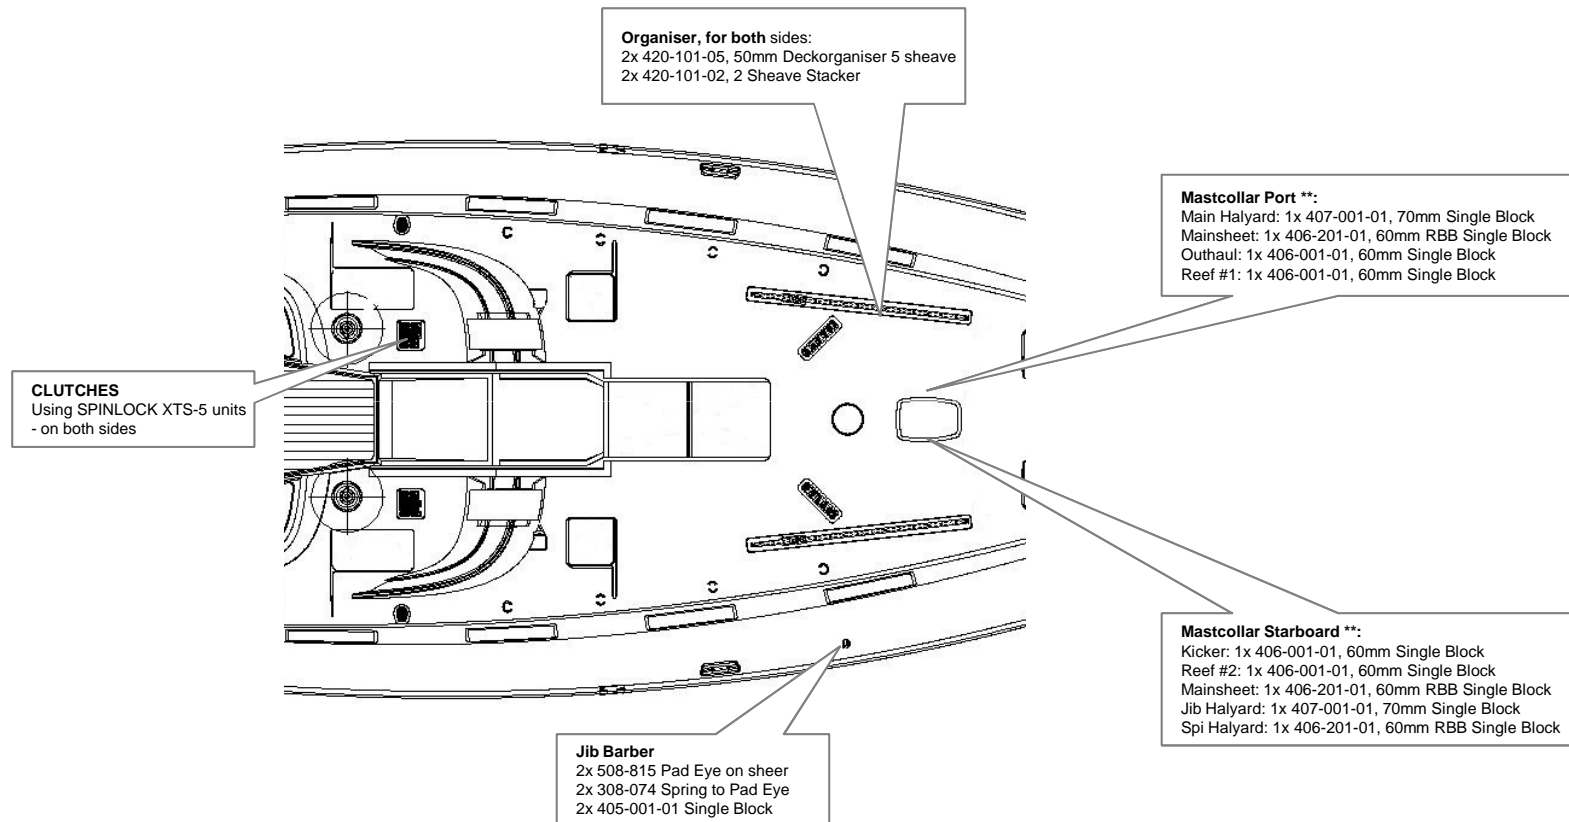 Organiser, for both sides:
2x 420-101-05, 50mm Deckorganiser 5 sheave
2x 420-101-02, 2 Sheave Stacker
Mastcollar Port **:
Main Halyard: 1x 407-001-01, 70mm Single Block
Mainsheet: 1x 406-201-01, 60mm RBB Single Block
Outhaul: 1x 406-001-01, 60mm Single Block
Reef #1: 1x 406-001-01, 60mm Single Block
CLUTCHES
Using SPINLOCK XTS-5 units
- on both sides
Mastcollar Starboard **:
Kicker: 1x 406-001-01, 60mm Single Block
Reef #2: 1x 406-001-01, 60mm Single Block
Mainsheet: 1x 406-201-01, 60mm RBB Single Block
Jib Halyard: 1x 407-001-01, 70mm Single Block
Spi Halyard: 1x 406-201-01, 60mm RBB Single Block
Jib Barber
2x 508-815 Pad Eye on sheer
2x 308-074 Spring to Pad Eye
2x 405-001-01 Single Block